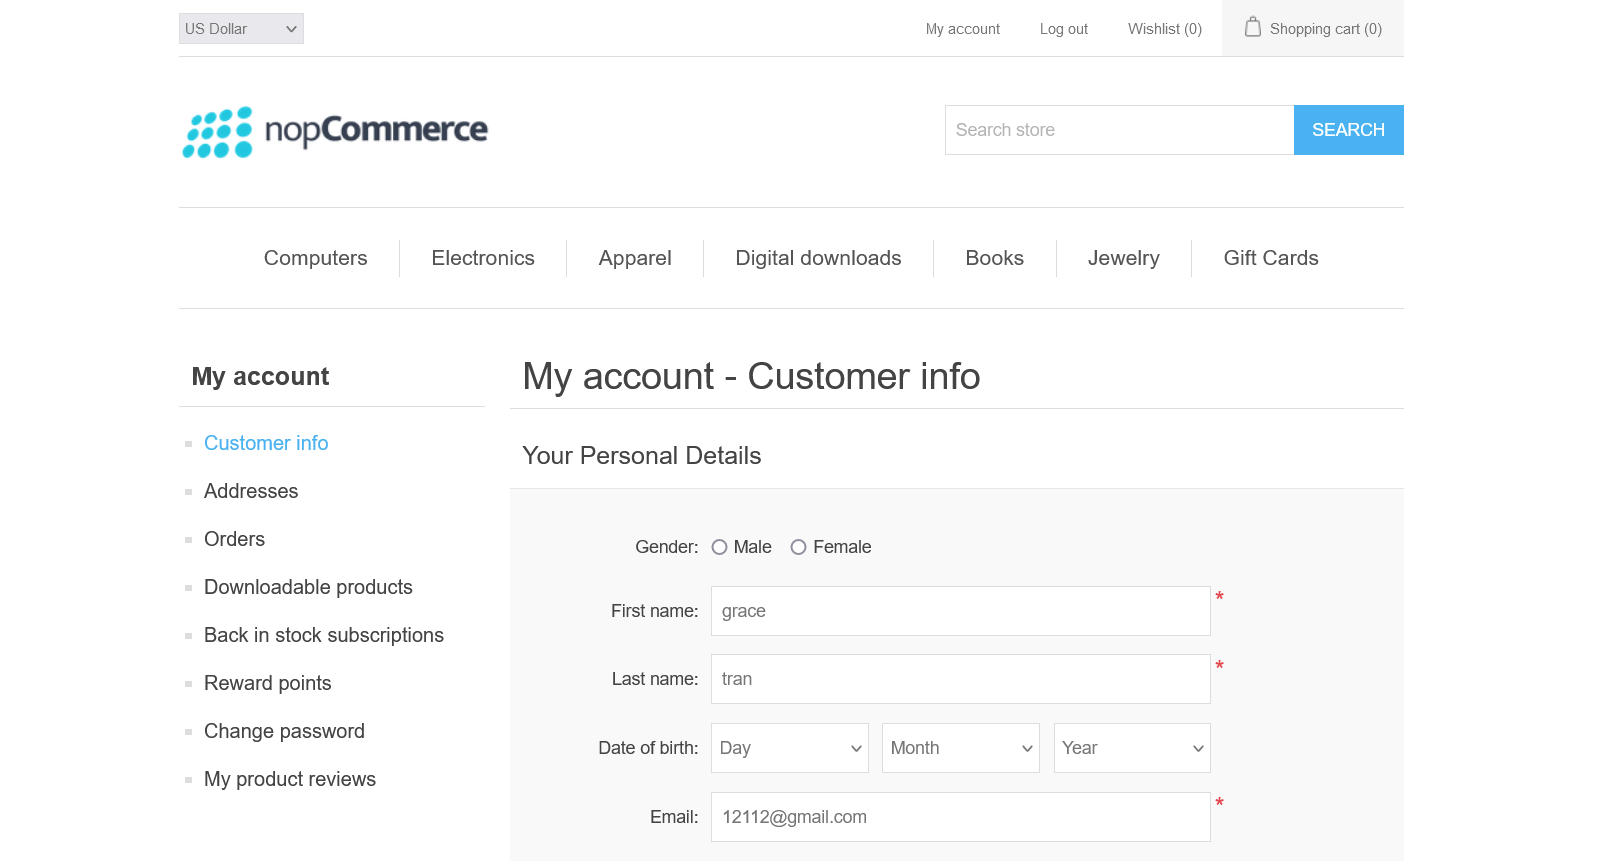 US Dollar My account Log out Wishlist (0) Shopping cart (0)
nopCommerce Search store SEARCH
Computers Electronics Apparel Digital downloads Books Jewelry Gift Cards
My account
Customer info
Addresses
Orders
Downloadable products
Back in stock subscriptions
Reward points
Change password
My product reviews
My account - Customer info
Your Personal Details
Gender: Male Female
First name: grace *
Last name: tran *
Date of birth: Day Month Year
Email: 12112@gmail.com *